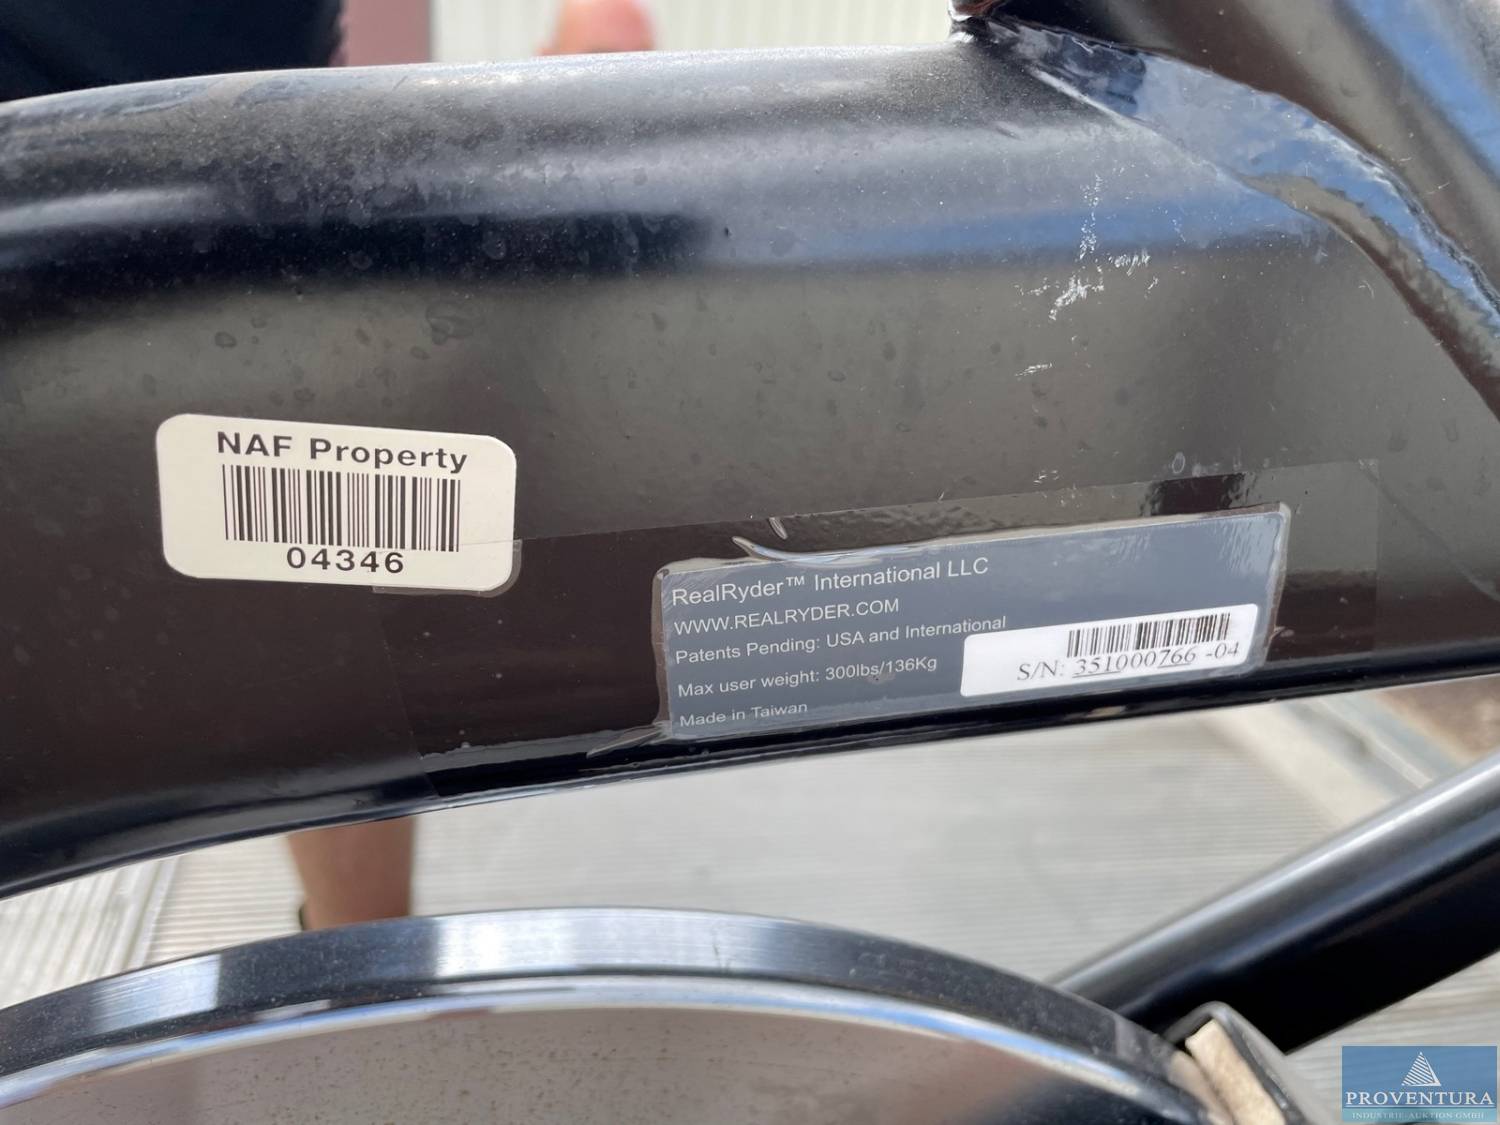 NAF Property
04346
RealRyder™ International LLC
WWW.REALRYDER.COM
Patents Pending: USA and International
Max user weight: 300lbs/136Kg
Made in Taiwan
S/N: 351000766 -04
PROVENTURA
INDUSTRIE-AUKTION GMBH